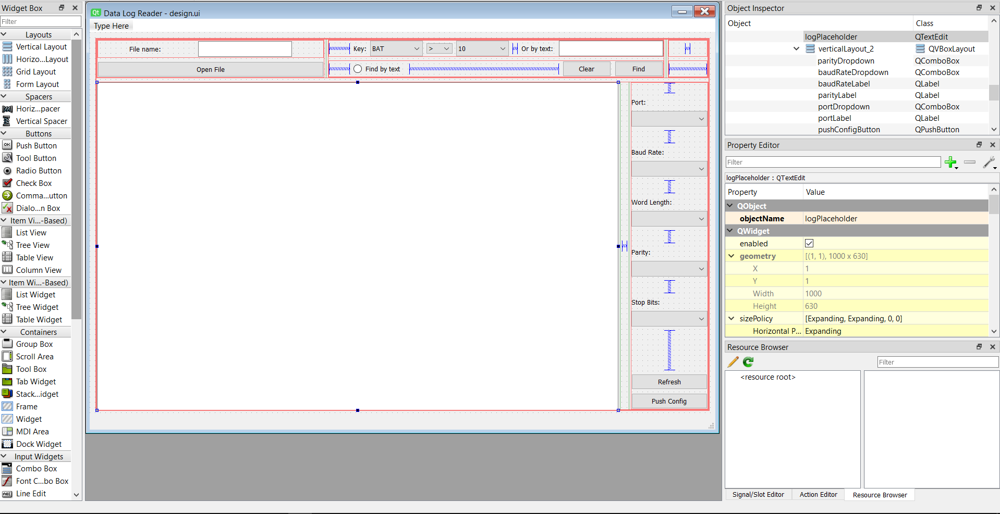 Widget Box
Filter
Layouts
Vertical Layout
Horizo...Layout
Grid Layout
Form Layout
Spacers
Horiz...pacer
Vertical Spacer
Buttons
Push Button
Tool Button
Radio Button
Check Box
Comma...utton
Dialo...n Box
Item Vi...-Based)
List View
Tree View
Table View
Column View
Item Wi...-Based)
List Widget
Tree Widget
Table Widget
Containers
Group Box
Scroll Area
Tool Box
Tab Widget
Stack...idget
Frame
Widget
MDI Area
Dock Widget
Input Widgets
Combo Box
Font C...bo Box
Line Edit
Qt Data Log Reader - design.ui
Type Here
File name:
Key: BAT > 10 Or by text:
Open File
Find by text Clear Find
Port:
Baud Rate:
Word Length:
Parity:
Stop Bits:
Refresh
Push Config
Object Inspector
Object Class
logPlaceholder QTextEdit
verticalLayout_2 QVBoxLayout
parityDropdown QComboBox
baudRateDropdown QComboBox
baudRateLabel QLabel
parityLabel QLabel
portDropdown QComboBox
portLabel QLabel
pushConfigButton QPushButton
Property Editor
Filter
logPlaceholder : QTextEdit
Property Value
QObject
objectName logPlaceholder
QWidget
enabled
geometry [(1, 1), 1000 x 630]
X 1
Y 1
Width 1000
Height 630
sizePolicy [Expanding, Expanding, 0, 0]
Horizontal P... Expanding
Resource Browser
Filter
<resource root>
Signal/Slot Editor Action Editor Resource Browser